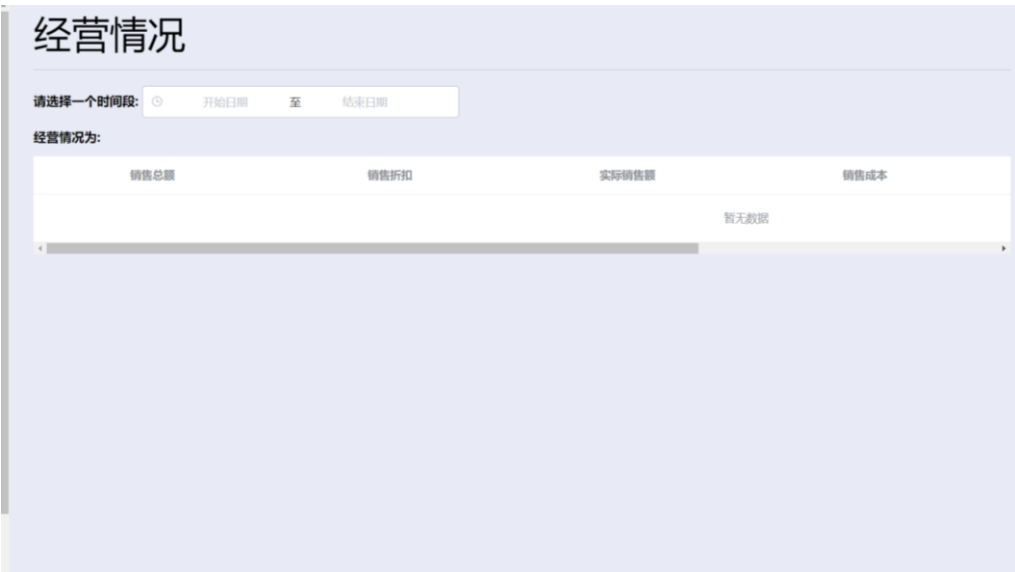 经营情况
请选择一个时间段: 开始日期 至 结束日期
经营情况为:
销售总额 销售折扣 实际销售额 销售成本
暂无数据